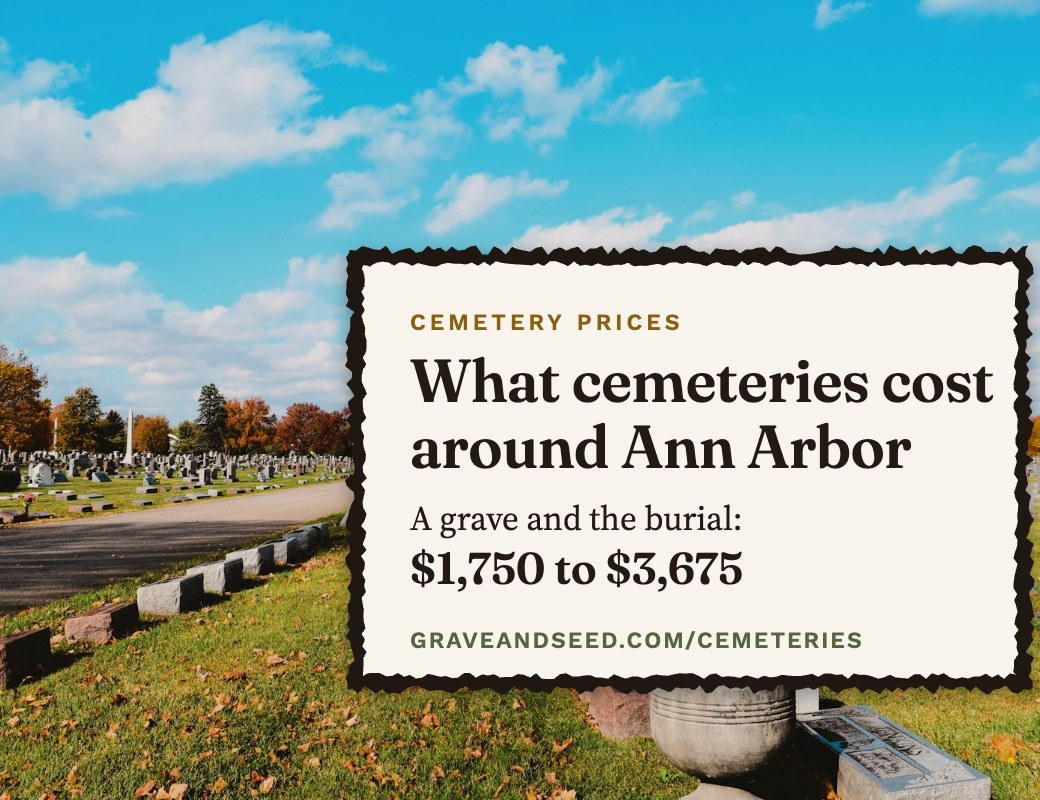 CEMETERY PRICES
What cemeteries cost
around Ann Arbor
A grave and the burial:
$1,750 to $3,675
GRAVEANDSEED.COM/CEMETERIES